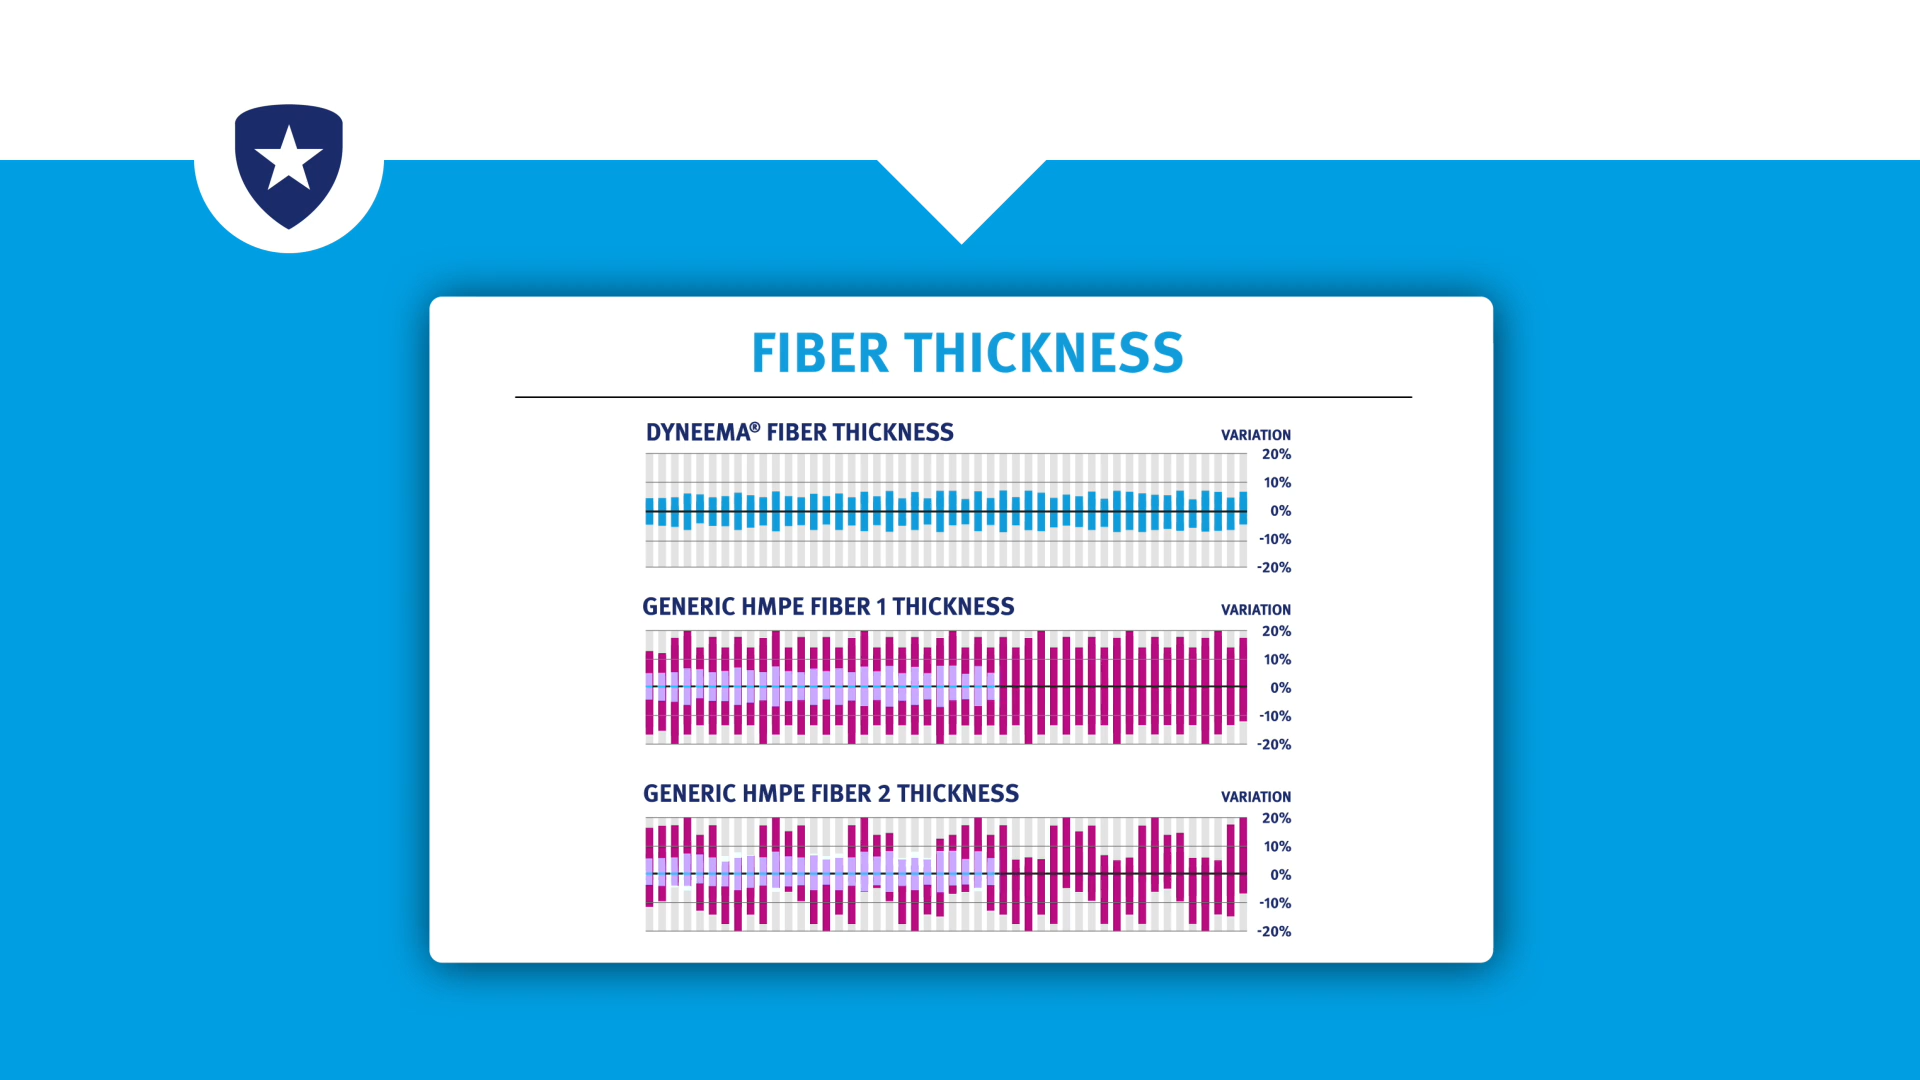 FIBER THICKNESS
DYNEEMA® FIBER THICKNESS
VARIATION
20%
10%
0%
-10%
-20%
GENERIC HMPE FIBER 1 THICKNESS
VARIATION
20%
10%
0%
-10%
-20%
GENERIC HMPE FIBER 2 THICKNESS
VARIATION
20%
10%
0%
-10%
-20%